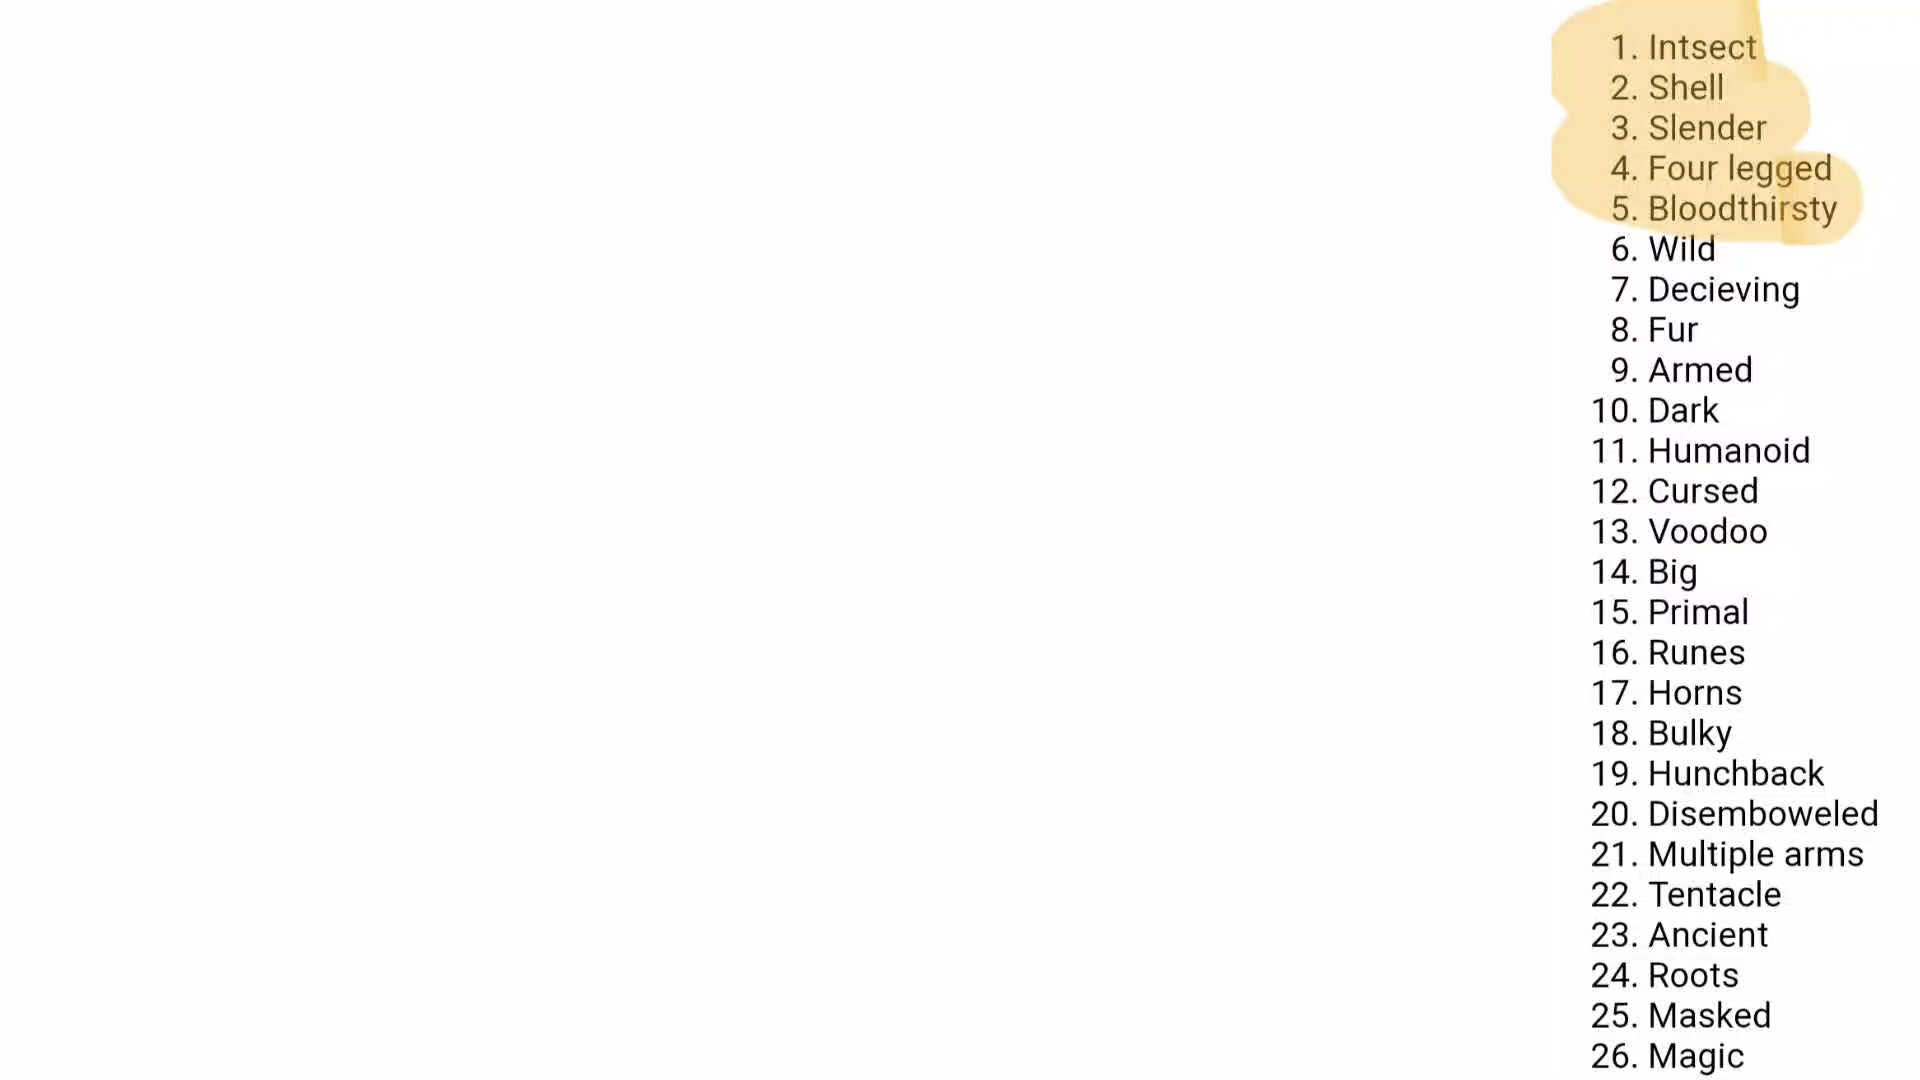 1. Intsect
2. Shell
3. Slender
4. Four legged
5. Bloodthirsty
6. Wild
7. Decieving
8. Fur
9. Armed
10. Dark
11. Humanoid
12. Cursed
13. Voodoo
14. Big
15. Primal
16. Runes
17. Horns
18. Bulky
19. Hunchback
20. Disemboweled
21. Multiple arms
22. Tentacle
23. Ancient
24. Roots
25. Masked
26. Magic